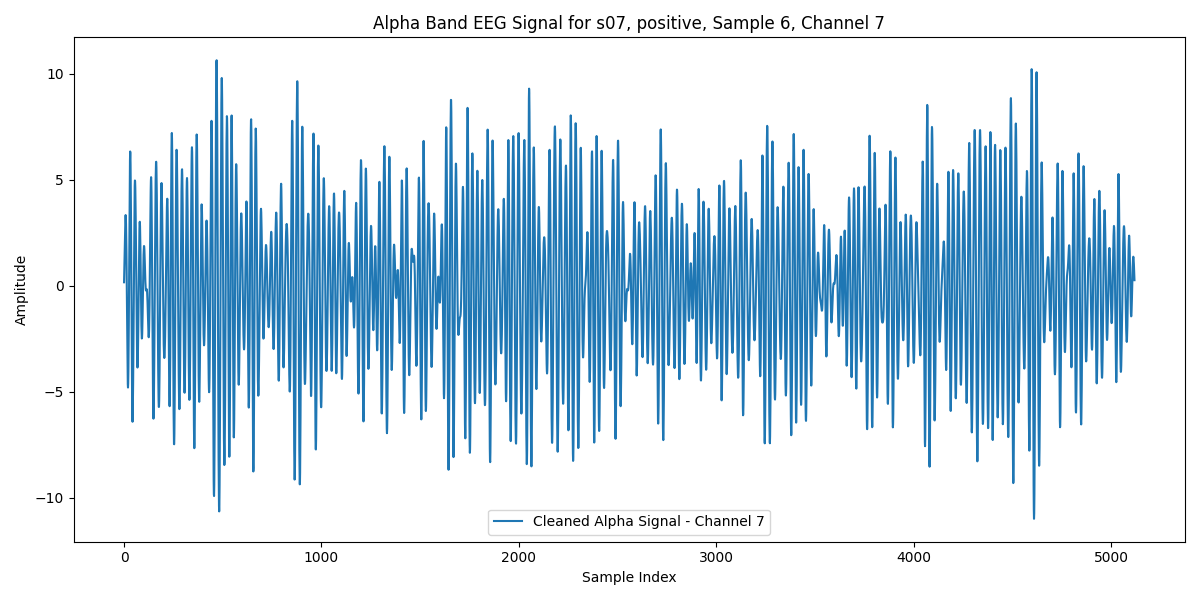 Alpha Band EEG Signal for s07, positive, Sample 6, Channel 7
Amplitude
10
5
0
−5
−10
Cleaned Alpha Signal - Channel 7
0 1000 2000 3000 4000 5000
Sample Index